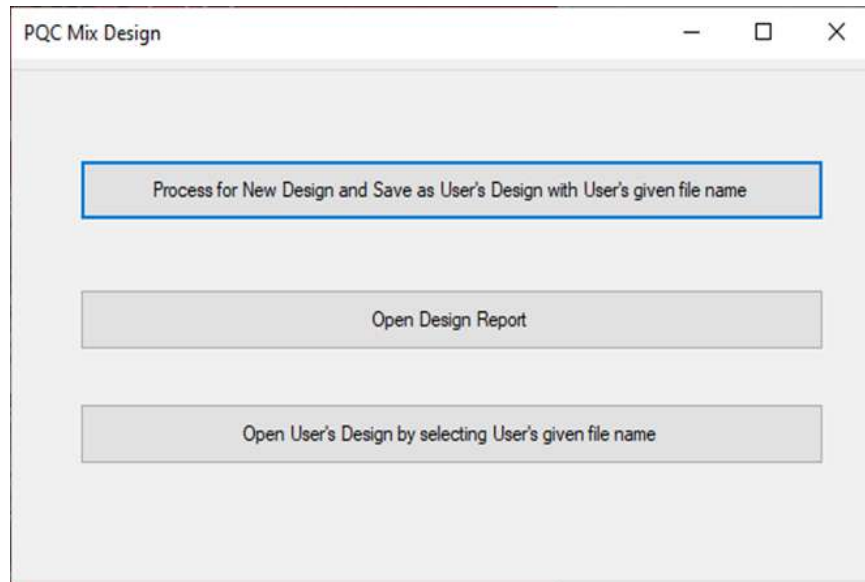 PQC Mix Design
Process for New Design and Save as User's Design with User's given file name
Open Design Report
Open User's Design by selecting User's given file name